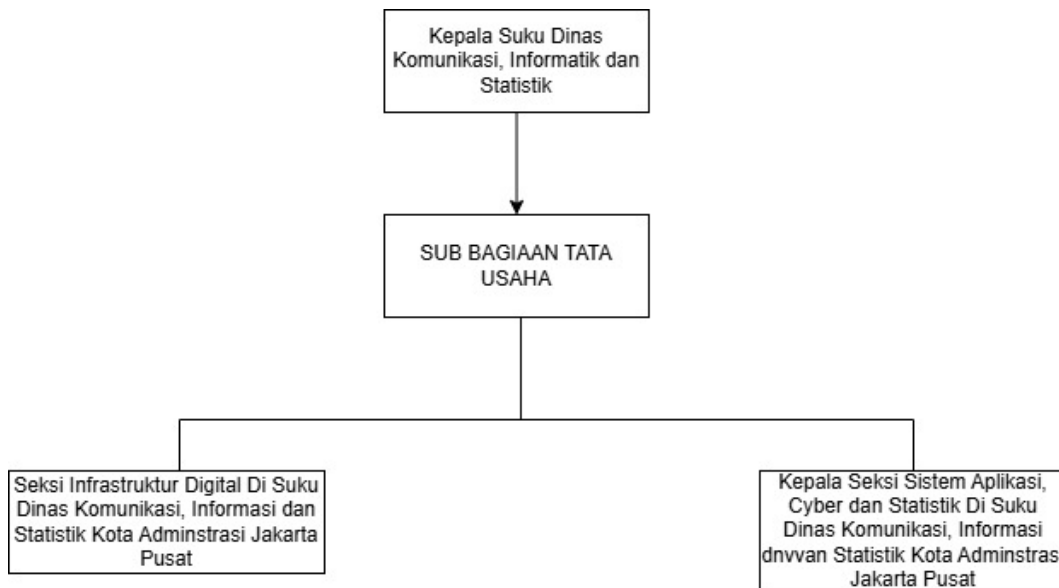 Kepala Suku Dinas
Komunikasi, Informatik dan
Statistik
SUB BAGIAAN TATA
USAHA
Seksi Infrastruktur Digital Di Suku
Dinas Komunikasi, Informasi dan
Statistik Kota Adminstrasi Jakarta
Pusat
Kepala Seksi Sistem Aplikasi,
Cyber dan Statistik Di Suku
Dinas Komunikasi, Informasi
dnvvan Statistik Kota Adminstrasi
Jakarta Pusat